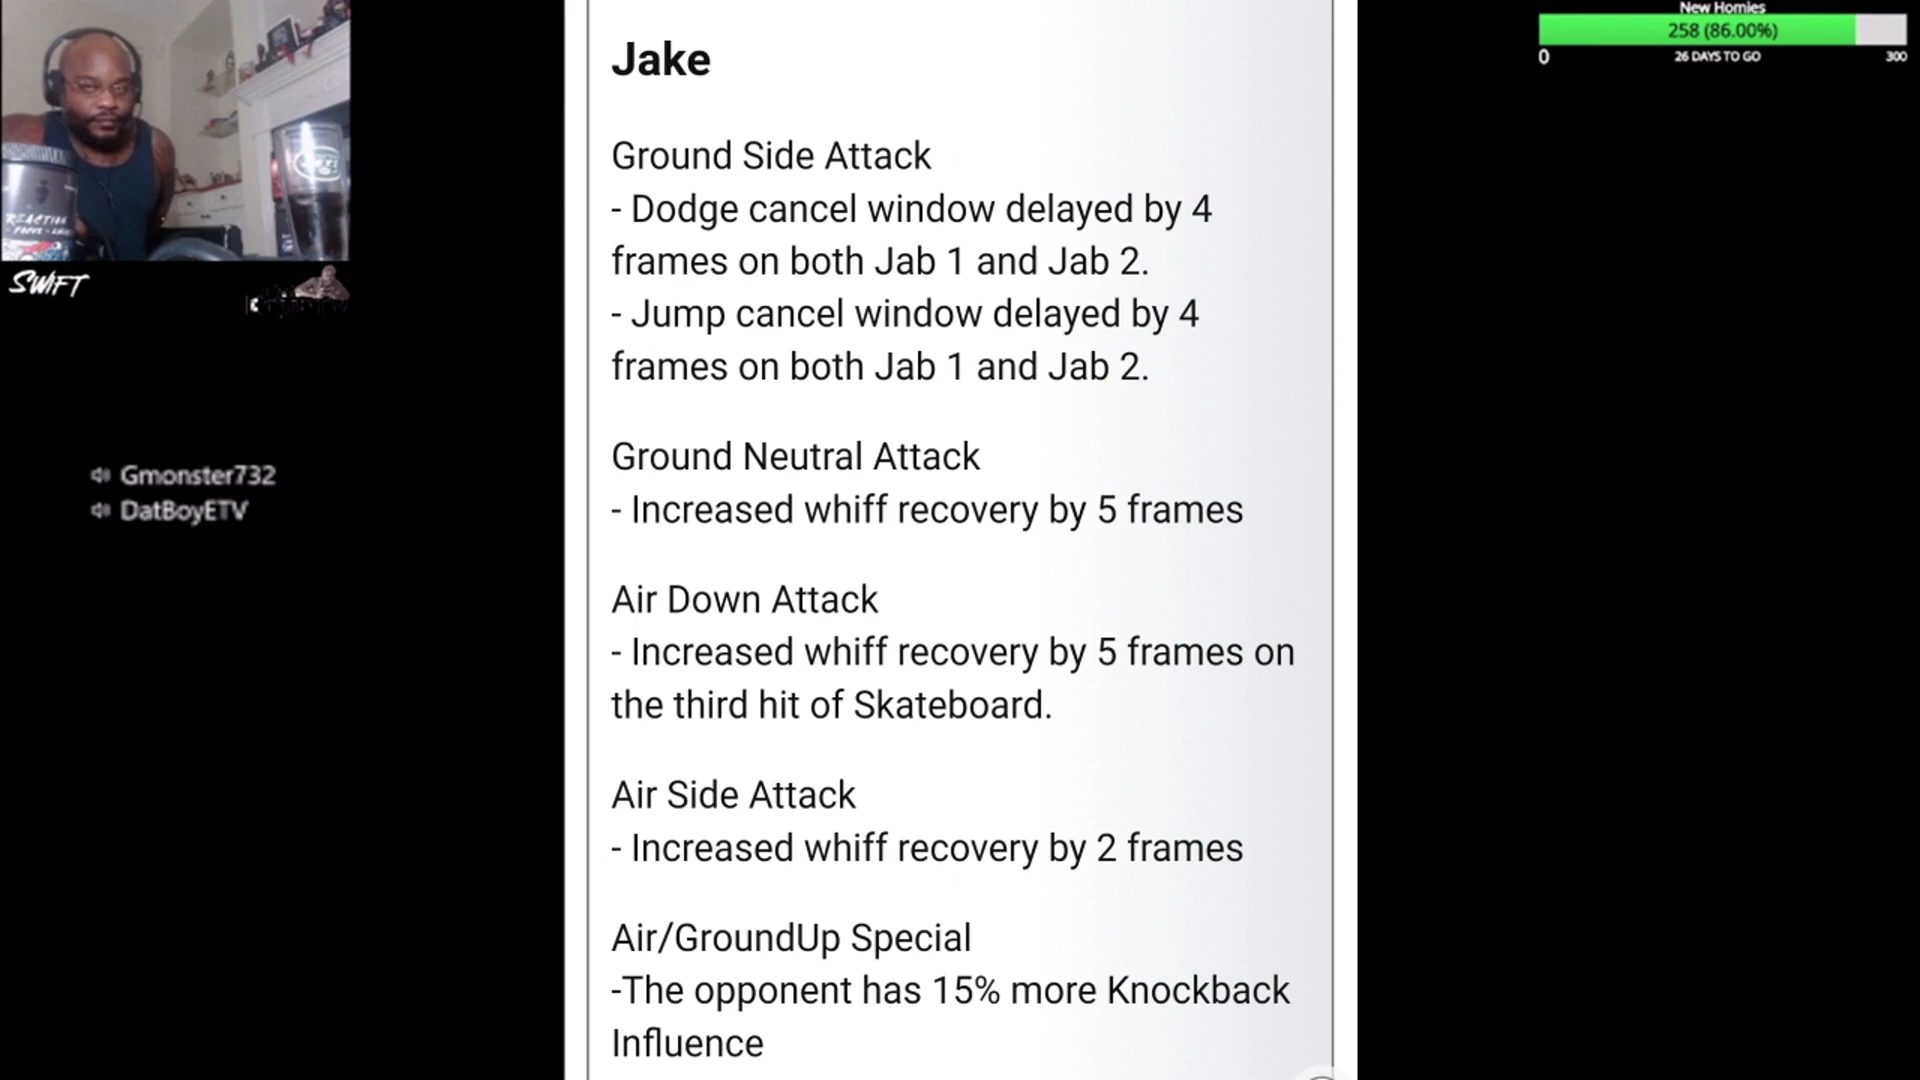 New Homies
258 (86.00%)
0 26 DAYS TO GO 300
Jake
Ground Side Attack
- Dodge cancel window delayed by 4
frames on both Jab 1 and Jab 2.
- Jump cancel window delayed by 4
frames on both Jab 1 and Jab 2.
Ground Neutral Attack
- Increased whiff recovery by 5 frames
Air Down Attack
- Increased whiff recovery by 5 frames on
the third hit of Skateboard.
Air Side Attack
- Increased whiff recovery by 2 frames
Air/GroundUp Special
-The opponent has 15% more Knockback
Influence
REACTION
SWIFT
Gmonster732
DatBoyETV